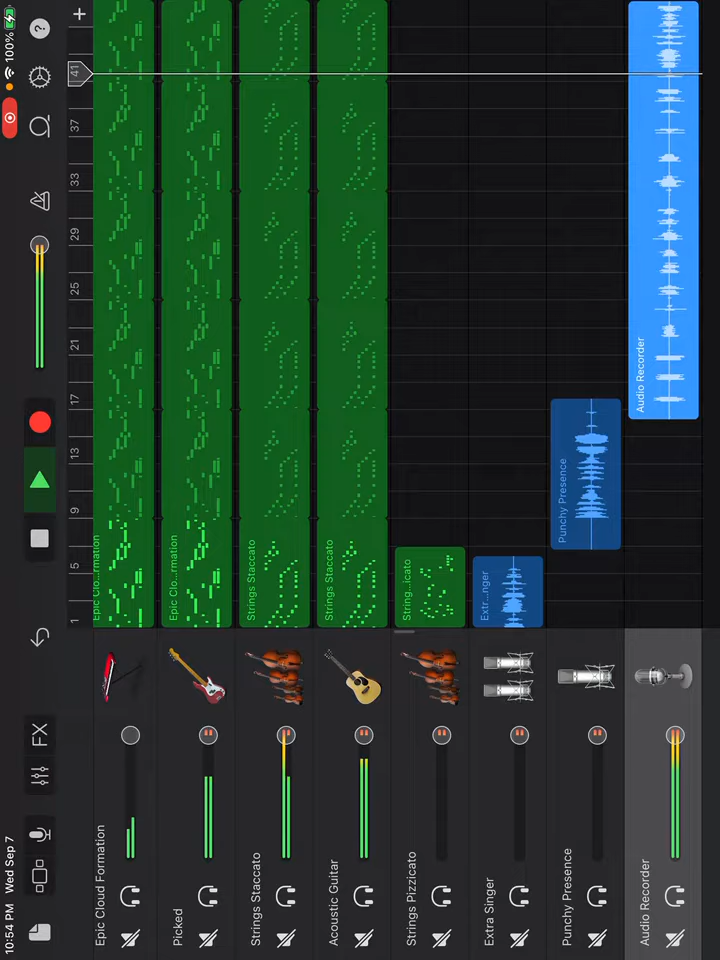 10:54 PM Wed Sep 7
100%
FX
?
+
1
5
9
13
17
21
25
29
33
37
41
Epic Cloud Formation
Epic Clo...rmation
Picked
Epic Clo...rmation
Strings Staccato
Strings Staccato
Acoustic Guitar
Strings Staccato
Strings Pizzicato
String...icato
Extra Singer
Extr...nger
Punchy Presence
Punchy Presence
Audio Recorder
Audio Recorder